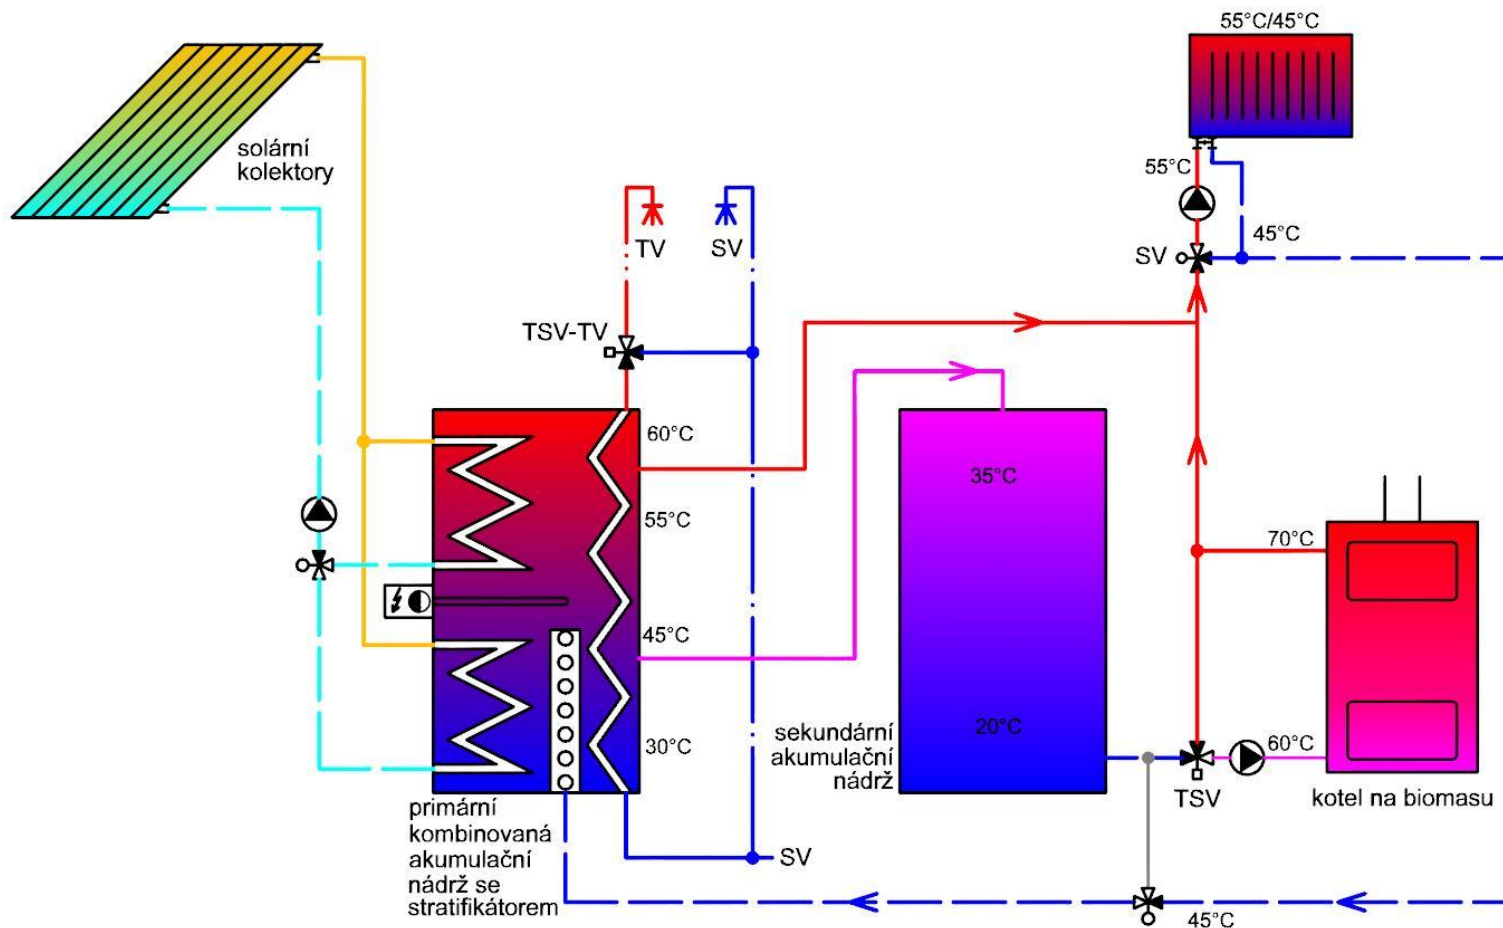 55°C/45°C
solární
kolektory
55°C
TV
SV
SV
45°C
TSV-TV
60°C
35°C
55°C
70°C
45°C
30°C
20°C
sekundární
akumulační
nádrž
60°C
TSV
kotel na biomasu
primární
kombinovaná
akumulační
nádrž se
stratifikátorem
SV
45°C